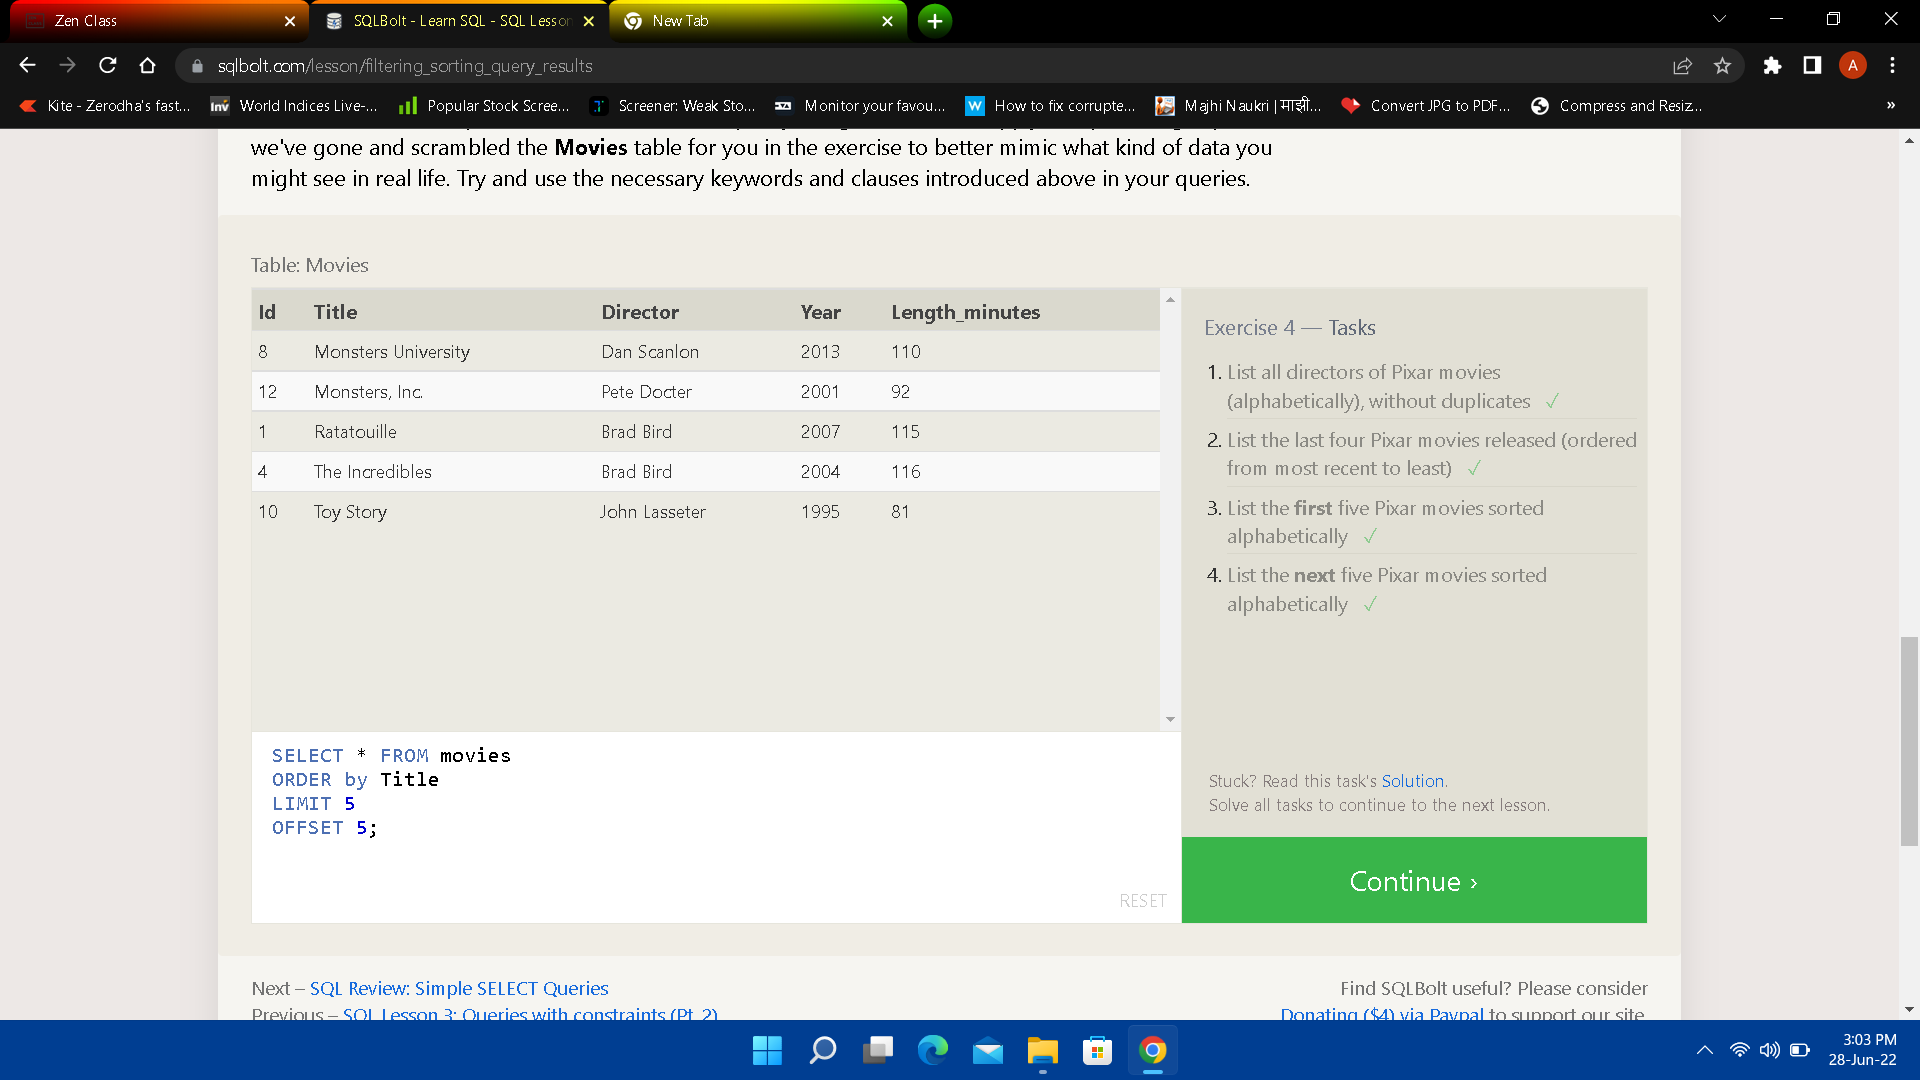 Zen Class
SQLBolt - Learn SQL - SQL Lesson
New Tab
sqlbolt.com/lesson/filtering_sorting_query_results
A
Kite - Zerodha's fast...
World Indices Live-...
Popular Stock Scree...
Screener: Weak Sto...
Monitor your favou...
How to fix corrupte...
Majhi Naukri | माझी...
Convert JPG to PDF...
Compress and Resiz...
»
we've gone and scrambled the Movies table for you in the exercise to better mimic what kind of data you
might see in real life. Try and use the necessary keywords and clauses introduced above in your queries.
Table: Movies
Id Title Director Year Length_minutes
8 Monsters University Dan Scanlon 2013 110
12 Monsters, Inc. Pete Docter 2001 92
1 Ratatouille Brad Bird 2007 115
4 The Incredibles Brad Bird 2004 116
10 Toy Story John Lasseter 1995 81
SELECT * FROM movies
ORDER by Title
LIMIT 5
OFFSET 5;
RESET
Exercise 4 — Tasks
1. List all directors of Pixar movies
(alphabetically), without duplicates ✓
2. List the last four Pixar movies released (ordered
from most recent to least) ✓
3. List the first five Pixar movies sorted
alphabetically ✓
4. List the next five Pixar movies sorted
alphabetically ✓
Stuck? Read this task's Solution.
Solve all tasks to continue to the next lesson.
Continue ›
Next – SQL Review: Simple SELECT Queries
Previous – SQL Lesson 3: Queries with constraints (Pt. 2)
Find SQLBolt useful? Please consider
Donating ($4) via Paypal to support our site.
3:03 PM
28-Jun-22